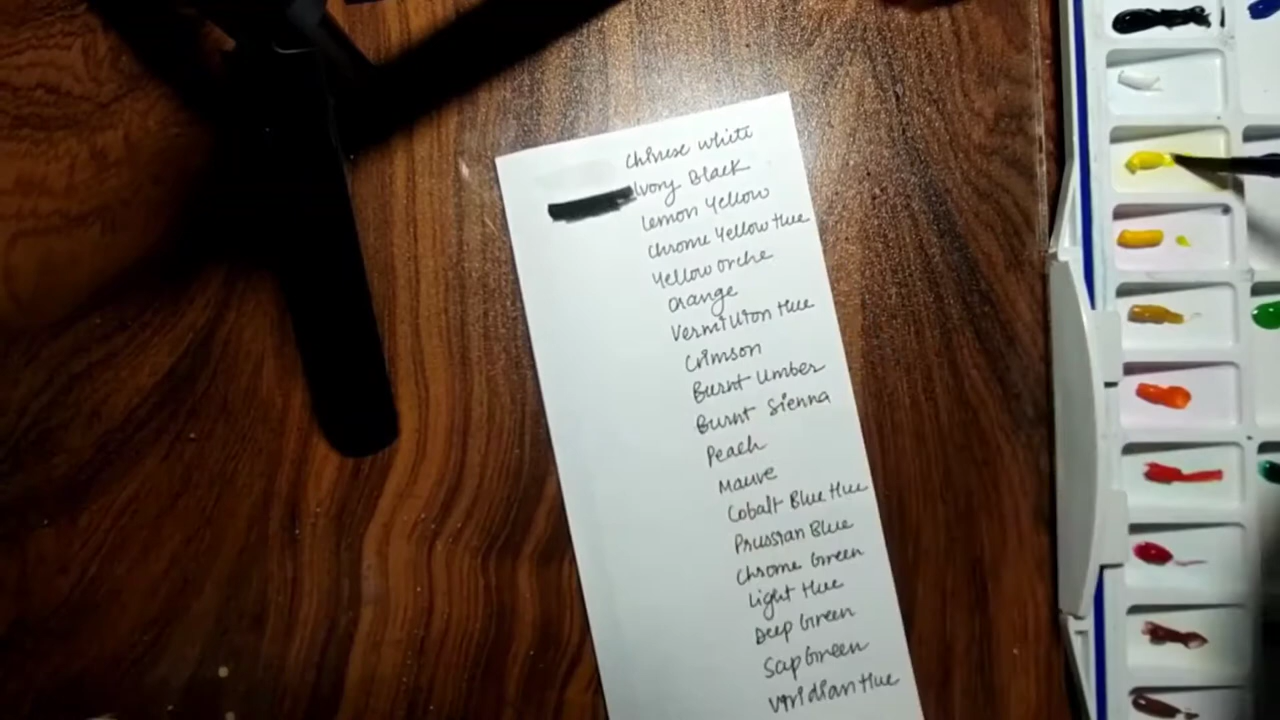 Chinese white
Ivory Black
Lemon Yellow
Chrome Yellow Hue
Yellow Orche
Orange
Vermilion Hue
Crimson
Burnt Umber
Burnt Sienna
Peach
Mauve
Cobalt Blue Hue
Prussian Blue
Chrome Green
Light Hue
Deep Green
Sap Green
Viridian Hue